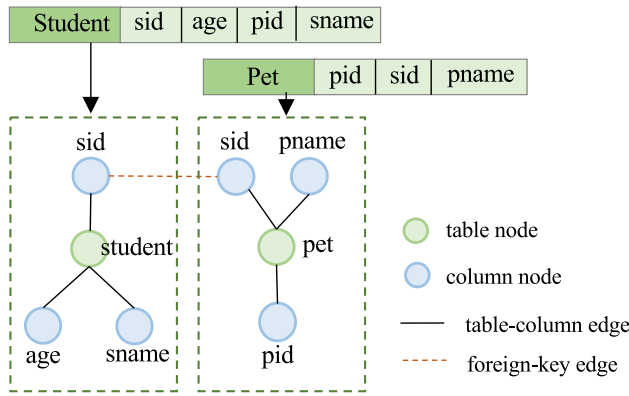 Student sid age pid sname
Pet pid sid pname
sid
sid pname
student
pet
age sname
pid
table node
column node
table-column edge
foreign-key edge